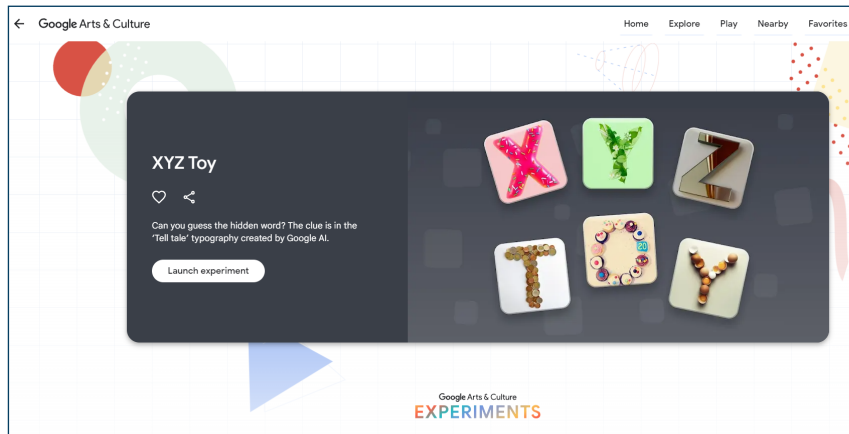 Google Arts & Culture
Home Explore Play Nearby Favorites
XYZ Toy
Can you guess the hidden word? The clue is in the
‘Tell tale’ typography created by Google AI.
Launch experiment
X Y Z
T O Y
20
Google Arts & Culture
EXPERIMENTS